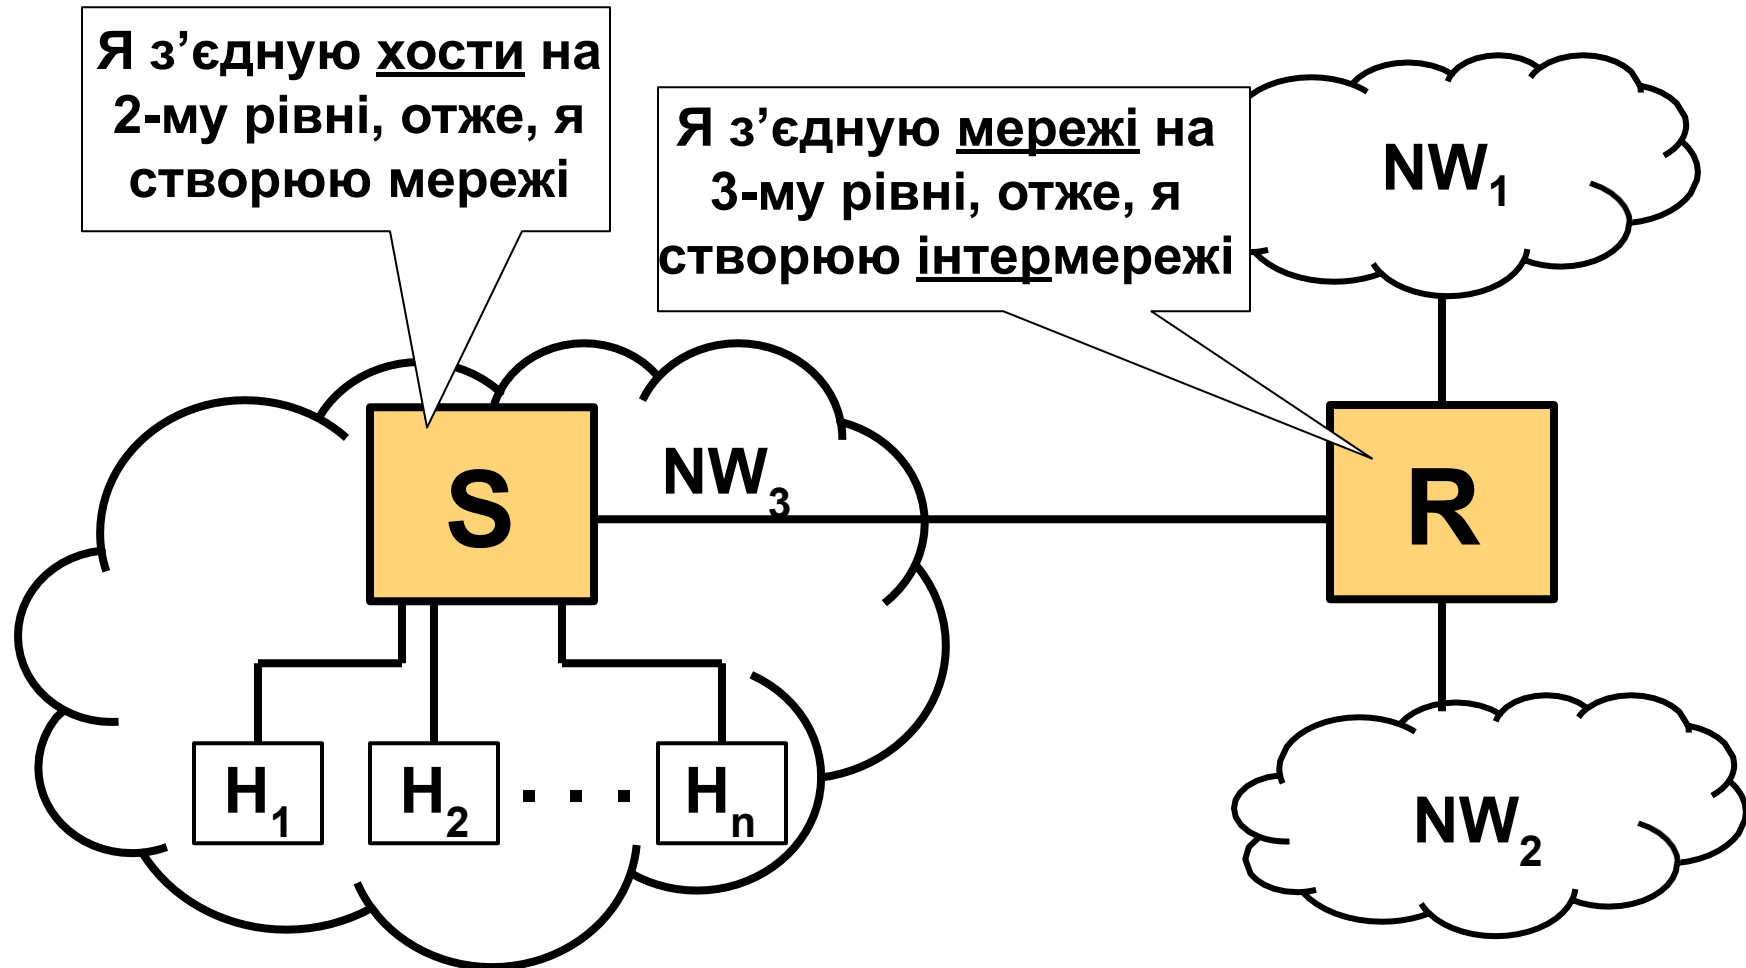 Я з’єдную хости на
2-му рівні, отже, я
створюю мережі
Я з’єдную мережі на
3-му рівні, отже, я
створюю інтермережі
NW₁
S
NW₃
R
H₁ H₂ . . . Hₙ
NW₂